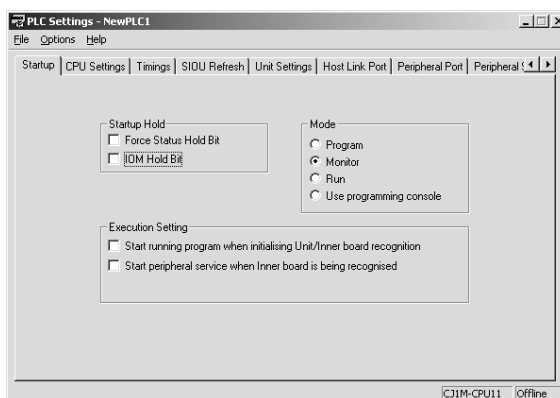 PLC Settings - NewPLC1
File Options Help
Startup CPU Settings Timings SIOU Refresh Unit Settings Host Link Port Peripheral Port Peripheral
Startup Hold
Force Status Hold Bit
IOM Hold Bit
Mode
Program
Monitor
Run
Use programming console
Execution Setting
Start running program when initialising Unit/Inner board recognition
Start peripheral service when Inner board is being recognised
CJ1M-CPU11 Offline